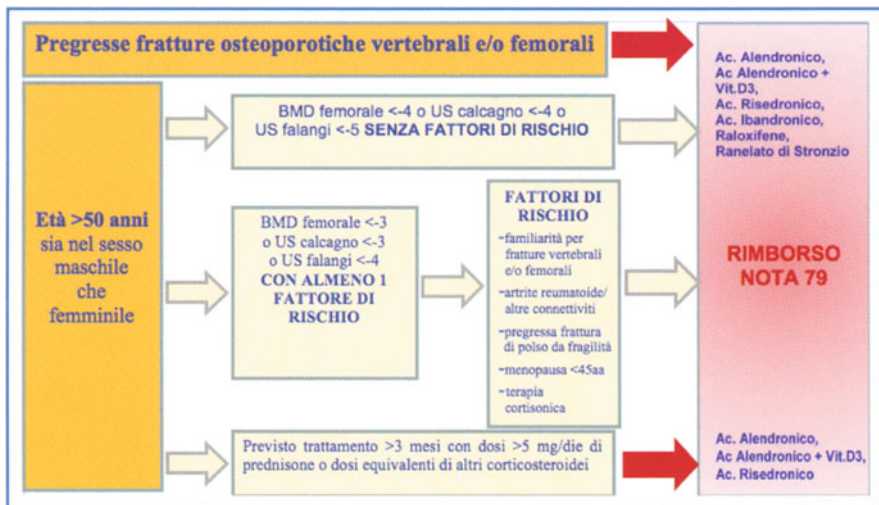 Pregresse fratture osteoporotiche vertebrali e/o femorali
Ac. Alendronico,
Ac Alendronico +
Vit.D3,
Ac. Risedronico,
Ac. Ibandronico,
Raloxifene,
Ranelato di Stronzio
BMD femorale <-4 o US calcagno <-4 o
US falangi <-5 SENZA FATTORI DI RISCHIO
Età >50 anni
sia nel sesso
maschile
che
femminile
BMD femorale <-3
o US calcagno <-3
o US falangi <-4
CON ALMENO 1
FATTORE DI
RISCHIO
FATTORI DI
RISCHIO
-familiarità per
fratture vertebrali
e/o femorali
-artrite reumatoide/
altre connettiviti
-pregressa frattura
di polso da fragilità
-menopausa <45aa
-terapia
cortisonica
RIMBORSO
NOTA 79
Previsto trattamento >3 mesi con dosi >5 mg/die di
prednisone o dosi equivalenti di altri corticosteroidei
Ac. Alendronico,
Ac Alendronico + Vit.D3,
Ac. Risedronico